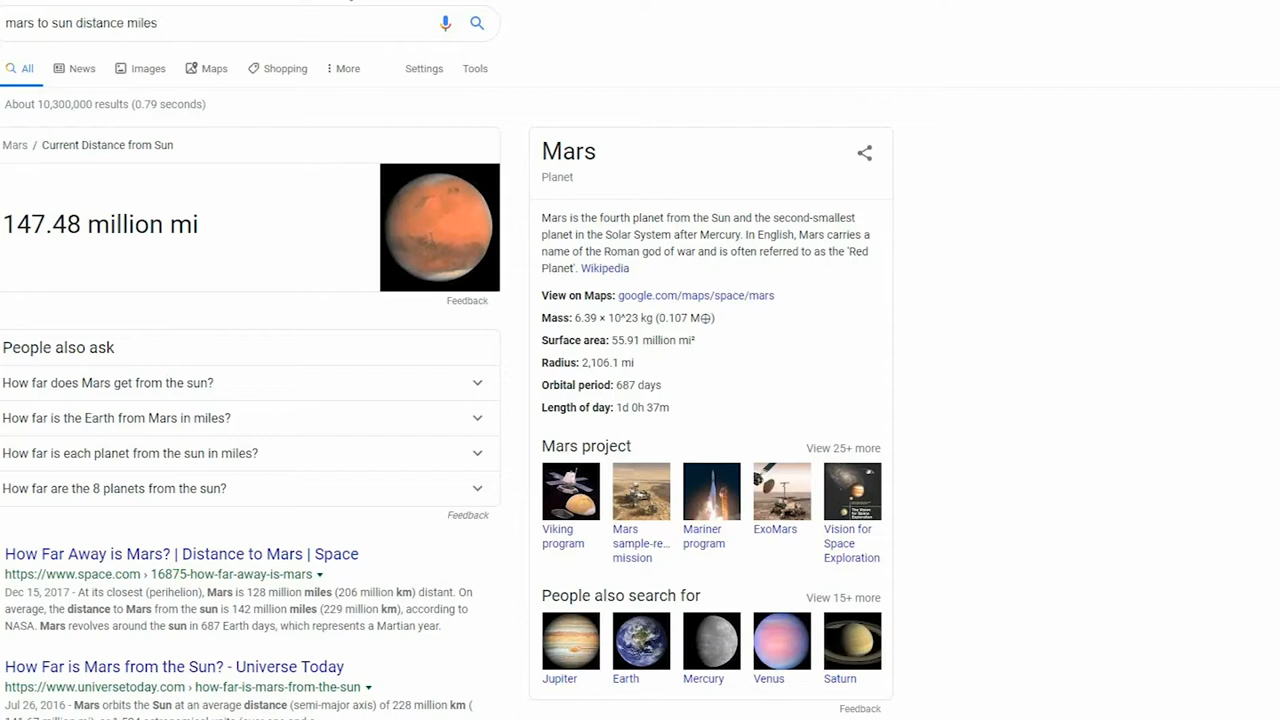 mars to sun distance miles
All News Images Maps Shopping More Settings Tools
About 10,300,000 results (0.79 seconds)
Mars / Current Distance from Sun
147.48 million mi
Feedback
People also ask
How far does Mars get from the sun?
How far is the Earth from Mars in miles?
How far is each planet from the sun in miles?
How far are the 8 planets from the sun?
Feedback
How Far Away is Mars? | Distance to Mars | Space
https://www.space.com › 16875-how-far-away-is-mars
Dec 15, 2017 - At its closest (perihelion), Mars is 128 million miles (206 million km) distant. On
average, the distance to Mars from the sun is 142 million miles (229 million km), according to
NASA. Mars revolves around the sun in 687 Earth days, which represents a Martian year.
How Far is Mars from the Sun? - Universe Today
https://www.universetoday.com › how-far-is-mars-from-the-sun
Jul 26, 2016 - Mars orbits the Sun at an average distance (semi-major axis) of 228 million km (
Mars
Planet
Mars is the fourth planet from the Sun and the second-smallest
planet in the Solar System after Mercury. In English, Mars carries a
name of the Roman god of war and is often referred to as the 'Red
Planet'. Wikipedia
View on Maps: google.com/maps/space/mars
Mass: 6.39 × 10^23 kg (0.107 M⊕)
Surface area: 55.91 million mi²
Radius: 2,106.1 mi
Orbital period: 687 days
Length of day: 1d 0h 37m
Mars project View 25+ more
Viking
program
Mars
sample-re...
mission
Mariner
program
ExoMars
Vision for
Space
Exploration
People also search for View 15+ more
Jupiter Earth Mercury Venus Saturn
Feedback